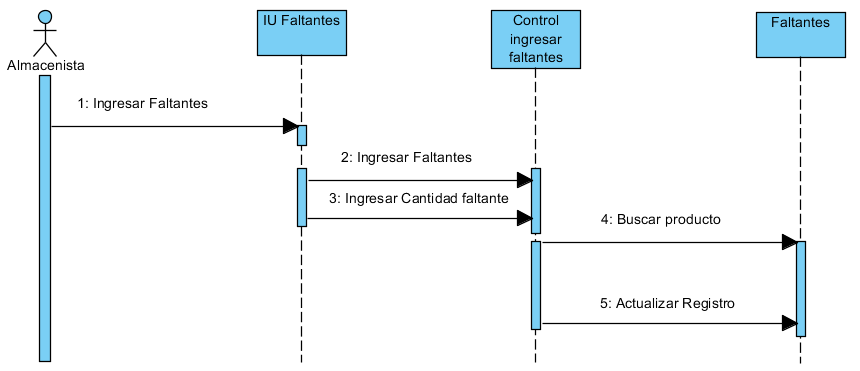 IU Faltantes
Control
ingresar
faltantes
Faltantes
Almacenista
1: Ingresar Faltantes
2: Ingresar Faltantes
3: Ingresar Cantidad faltante
4: Buscar producto
5: Actualizar Registro